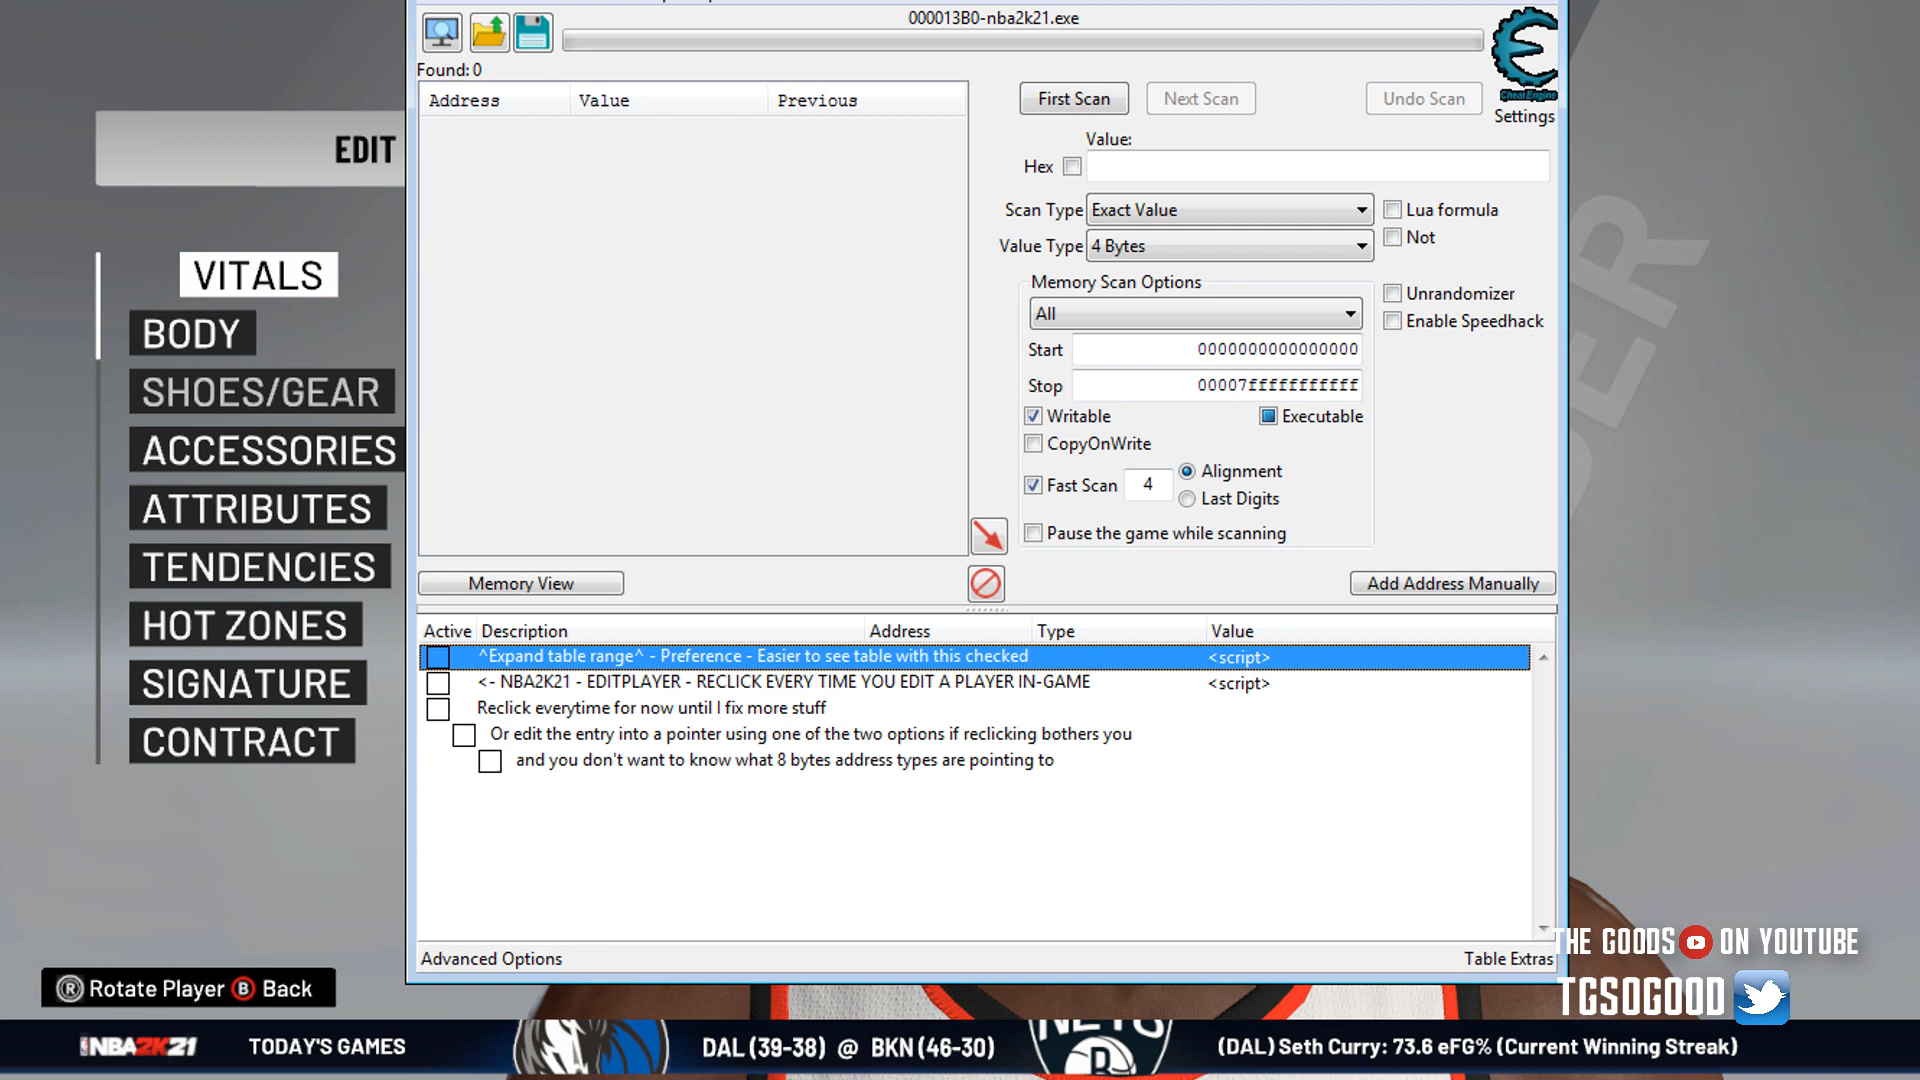 000013B0-nba2k21.exe
Found: 0
Address Value Previous
First Scan Next Scan Undo Scan
Cheat Engine
Settings
Value:
Hex
Scan Type Exact Value Lua formula
Value Type 4 Bytes Not
Memory Scan Options
All
Unrandomizer
Enable Speedhack
Start 0000000000000000
Stop 00007fffffffffff
Writable Executable
CopyOnWrite
Fast Scan 4 Alignment
Last Digits
Pause the game while scanning
Memory View Add Address Manually
Active Description Address Type Value
^Expand table range^ - Preference - Easier to see table with this checked <script>
<- NBA2K21 - EDITPLAYER - RECLICK EVERY TIME YOU EDIT A PLAYER IN-GAME <script>
Reclick everytime for now until I fix more stuff
Or edit the entry into a pointer using one of the two options if reclicking bothers you
and you don't want to know what 8 bytes address types are pointing to
Advanced Options Table Extras
EDIT
VITALS
BODY
SHOES/GEAR
ACCESSORIES
ATTRIBUTES
TENDENCIES
HOT ZONES
SIGNATURE
CONTRACT
R Rotate Player B Back
THE GOODS ON YOUTUBE
TGSOGOOD
NBA2K21 TODAY'S GAMES DAL (39-38) @ BKN (46-30) NETS B (DAL) Seth Curry: 73.6 eFG% (Current Winning Streak)